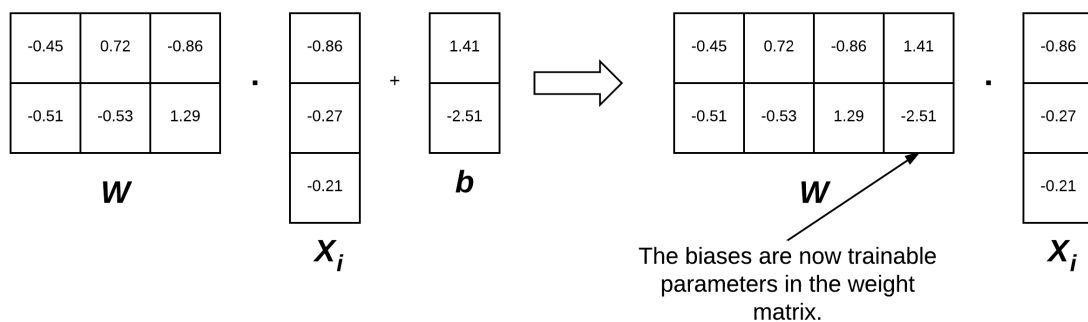 -0.45 0.72 -0.86 -0.86 1.41 -0.45 0.72 -0.86 1.41 -0.86
. + .
-0.51 -0.53 1.29 -0.27 -2.51 -0.51 -0.53 1.29 -2.51 -0.27
-0.21 -0.21
W b W
Xi Xi
The biases are now trainable
parameters in the weight
matrix.